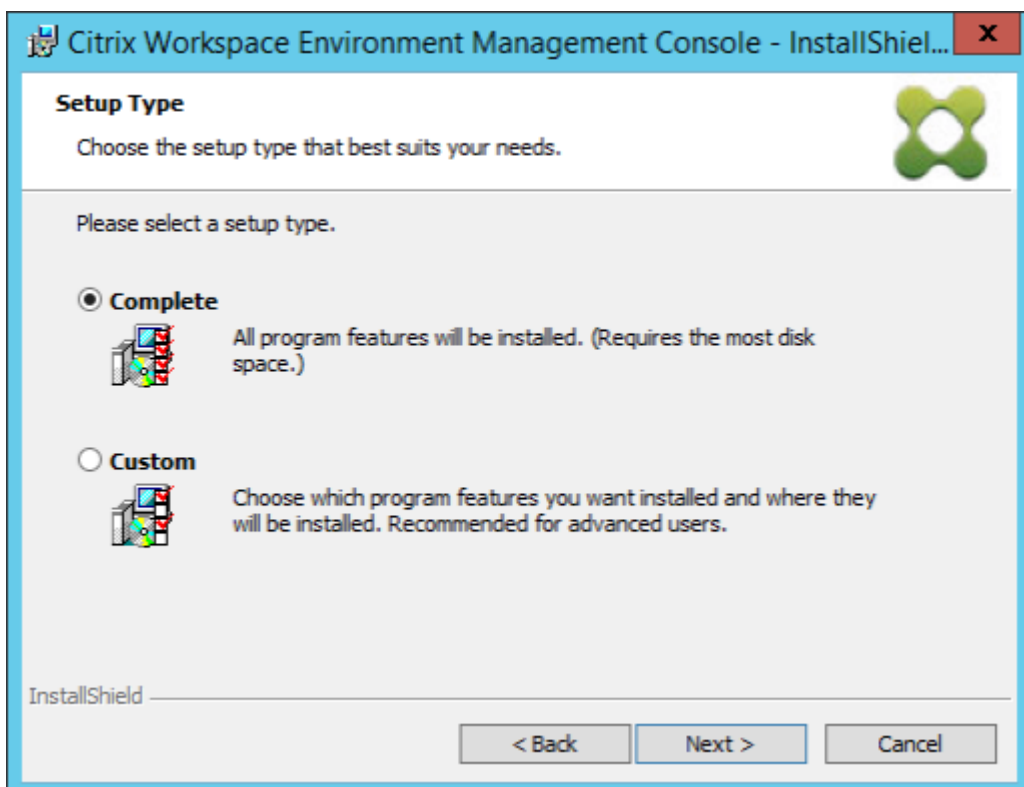 Citrix Workspace Environment Management Console - InstallShiel...
x
Setup Type
Choose the setup type that best suits your needs.
Please select a setup type.
Complete
All program features will be installed. (Requires the most disk
space.)
Custom
Choose which program features you want installed and where they
will be installed. Recommended for advanced users.
InstallShield
< Back
Next >
Cancel